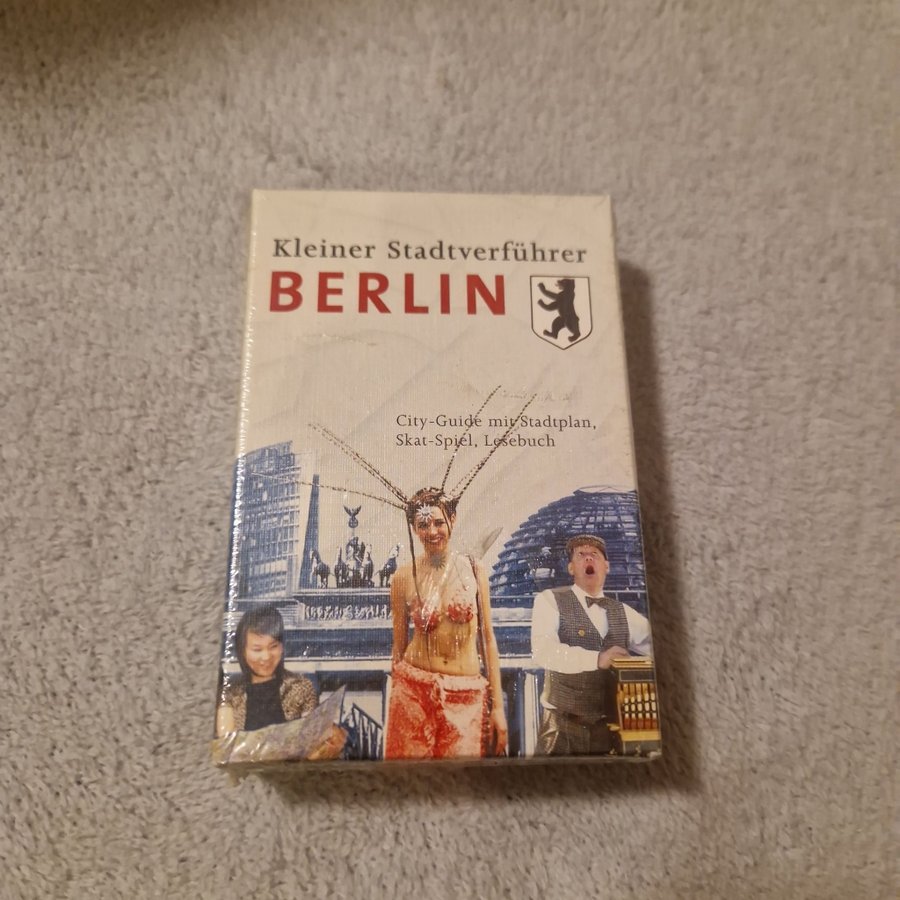 Kleiner Stadtverführer
BERLIN
City-Guide mit Stadtplan,
Skat-Spiel, Lesebuch